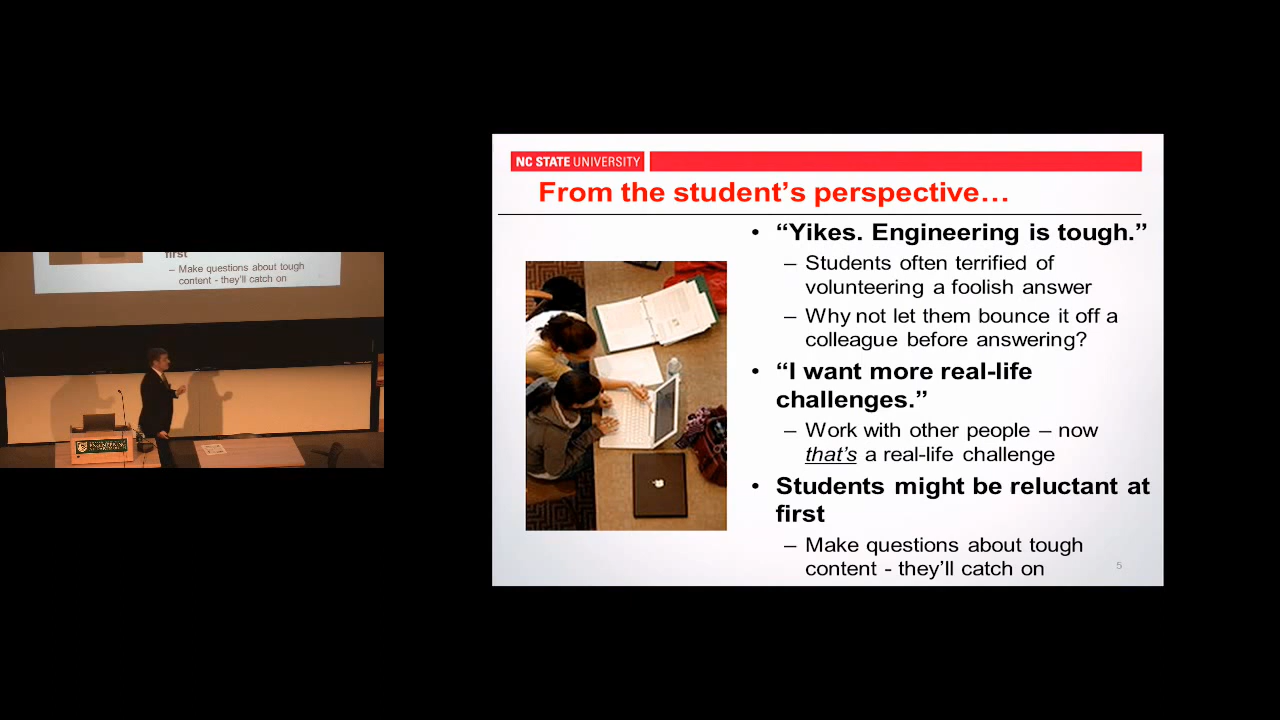 NC STATE UNIVERSITY
From the student's perspective…
• “Yikes. Engineering is tough.”
– Students often terrified of
volunteering a foolish answer
– Why not let them bounce it off a
colleague before answering?
• “I want more real-life
challenges.”
– Work with other people – now
that's a real-life challenge
• Students might be reluctant at
first
– Make questions about tough
content - they'll catch on
5
first
– Make questions about tough
content - they'll catch on
ENGINEERING